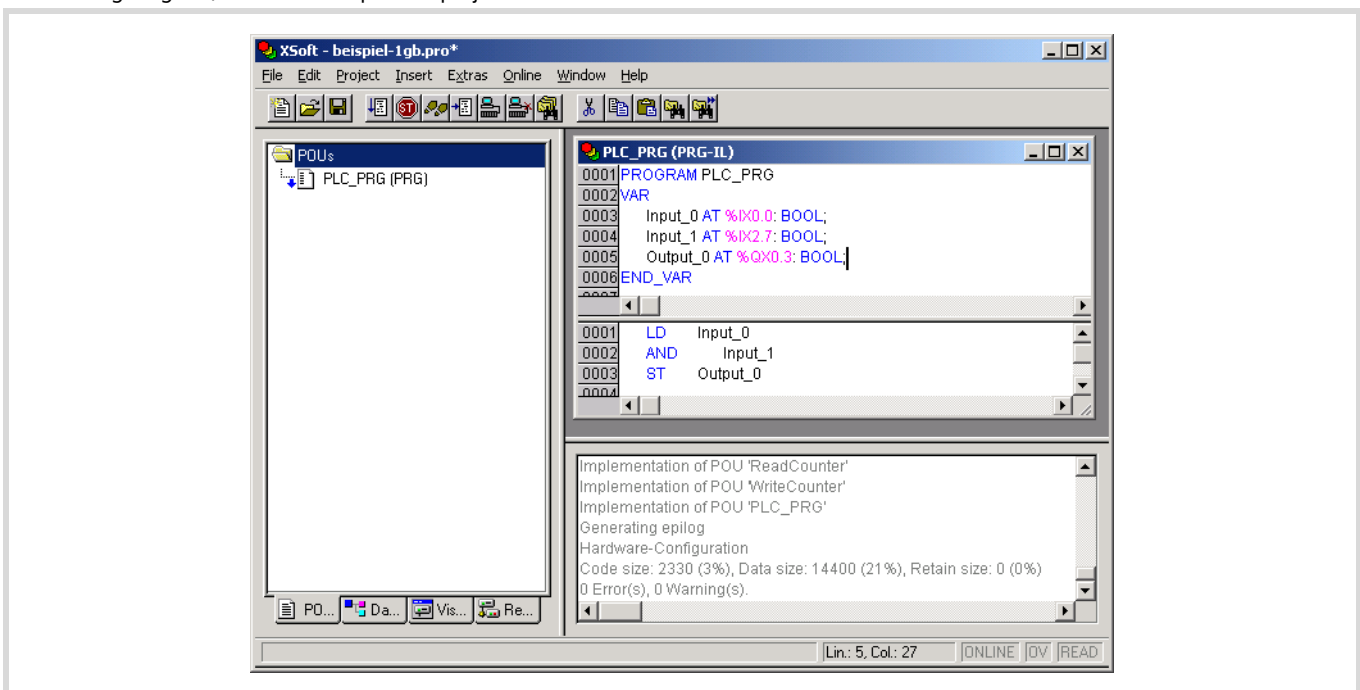 XSoft - beispiel-1gb.pro*
File Edit Project Insert Extras Online Window Help
POUs
PLC_PRG (PRG)
PO... Da... Vis... Re...
PLC_PRG (PRG-IL)
0001 PROGRAM PLC_PRG
0002 VAR
0003 Input_0 AT %IX0.0: BOOL;
0004 Input_1 AT %IX2.7: BOOL;
0005 Output_0 AT %QX0.3: BOOL;
0006 END_VAR
0007
0001 LD Input_0
0002 AND Input_1
0003 ST Output_0
0004
Implementation of POU 'ReadCounter'
Implementation of POU 'WriteCounter'
Implementation of POU 'PLC_PRG'
Generating epilog
Hardware-Configuration
Code size: 2330 (3%), Data size: 14400 (21%), Retain size: 0 (0%)
0 Error(s), 0 Warning(s).
Lin.: 5, Col.: 27 ONLINE OV READ